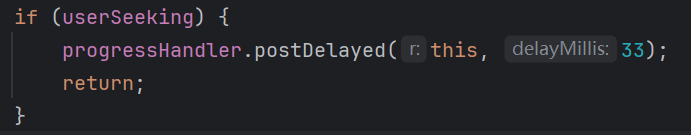 if (userSeeking) {
    progressHandler.postDelayed( r: this, delayMillis: 33);
    return;
}